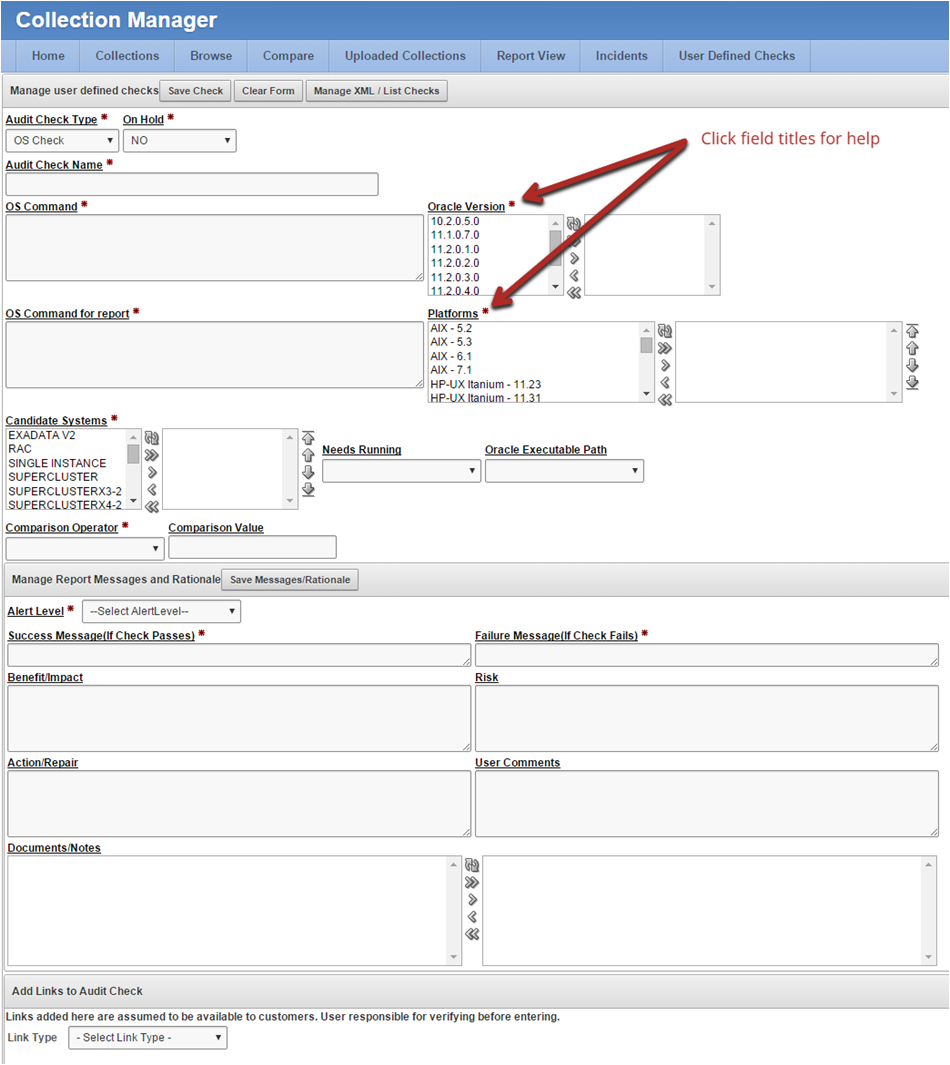 Collection Manager
Home Collections Browse Compare Uploaded Collections Report View Incidents User Defined Checks
Manage user defined checks Save Check Clear Form Manage XML / List Checks
Audit Check Type * On Hold *
OS Check NO
Click field titles for help
Audit Check Name *
OS Command * Oracle Version *
10.2.0.5.0
11.1.0.7.0
11.2.0.1.0
11.2.0.2.0
11.2.0.3.0
11.2.0.4.0
OS Command for report * Platforms *
AIX - 5.2
AIX - 5.3
AIX - 6.1
AIX - 7.1
HP-UX Itanium - 11.23
HP-UX Itanium - 11.31
Candidate Systems *
EXADATA V2
RAC
SINGLE INSTANCE
SUPERCLUSTER
SUPERCLUSTERX3-2
SUPERCLUSTERX4-2
Needs Running Oracle Executable Path
Comparison Operator * Comparison Value
Manage Report Messages and Rationale Save Messages/Rationale
Alert Level * --Select AlertLevel--
Success Message(If Check Passes) * Failure Message(If Check Fails) *
Benefit/Impact Risk
Action/Repair User Comments
Documents/Notes
Add Links to Audit Check
Links added here are assumed to be available to customers. User responsible for verifying before entering.
Link Type - Select Link Type -